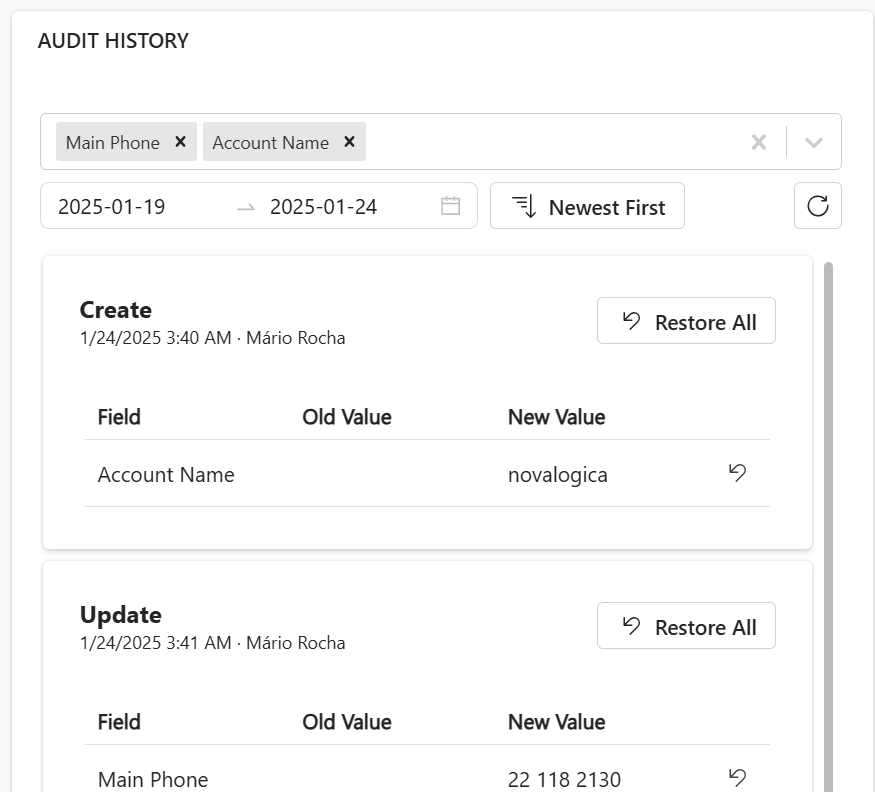 AUDIT HISTORY
Main Phone Account Name
2025-01-19 2025-01-24 Newest First
Create
1/24/2025 3:40 AM · Mário Rocha
Restore All
Field Old Value New Value
Account Name novalogica
Update
1/24/2025 3:41 AM · Mário Rocha
Restore All
Field Old Value New Value
Main Phone 22 118 2130